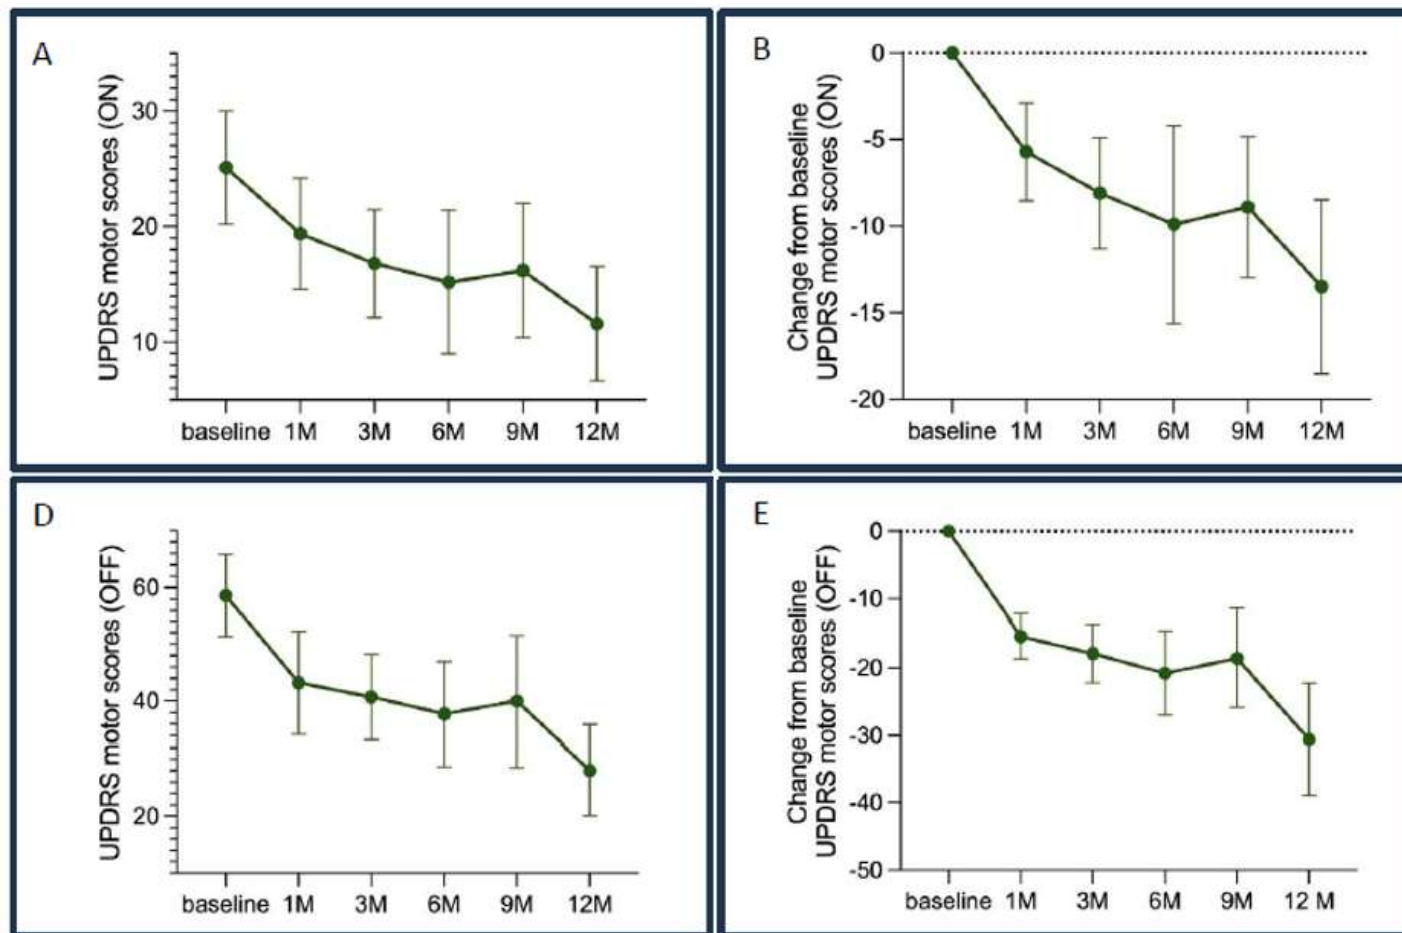 A
UPDRS motor scores (ON)
30
20
10
baseline 1M 3M 6M 9M 12M
B
Change from baseline
UPDRS motor scores (ON)
0
-5
-10
-15
-20
baseline 1M 3M 6M 9M 12M
D
UPDRS motor scores (OFF)
60
40
20
baseline 1M 3M 6M 9M 12M
E
Change from baseline
UPDRS motor scores (OFF)
0
-10
-20
-30
-40
-50
baseline 1M 3M 6M 9M 12 M